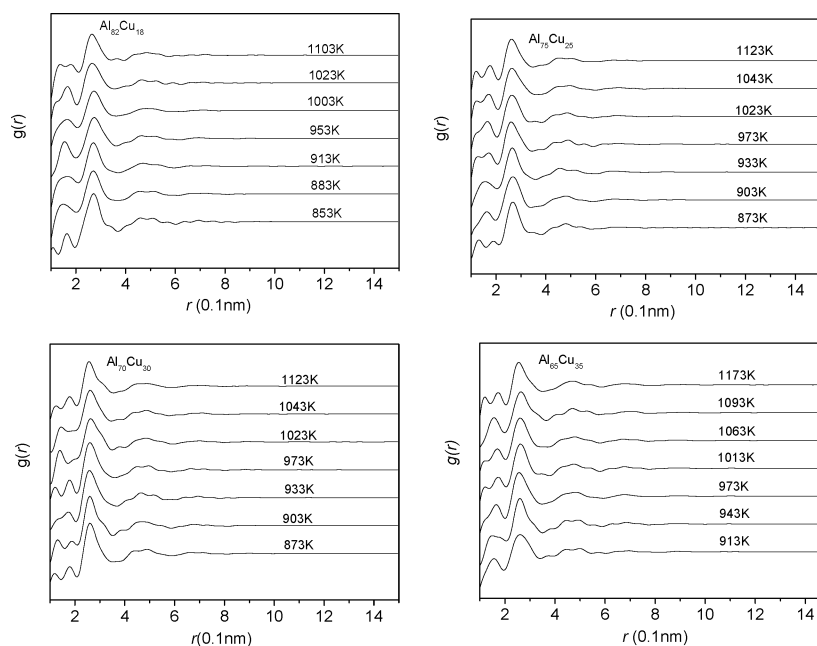 Al82Cu18
1103K
1023K
1003K
953K
913K
883K
853K
g(r)
2 4 6 8 10 12 14
r (0.1nm)
Al75Cu25
1123K
1043K
1023K
973K
933K
903K
873K
g(r)
2 4 6 8 10 12 14
r (0.1nm)
Al70Cu30
1123K
1043K
1023K
973K
933K
903K
873K
g(r)
2 4 6 8 10 12 14
r(0.1nm)
Al65Cu35
1173K
1093K
1063K
1013K
973K
943K
913K
g(r)
2 4 6 8 10 12 14
r (0.1nm)